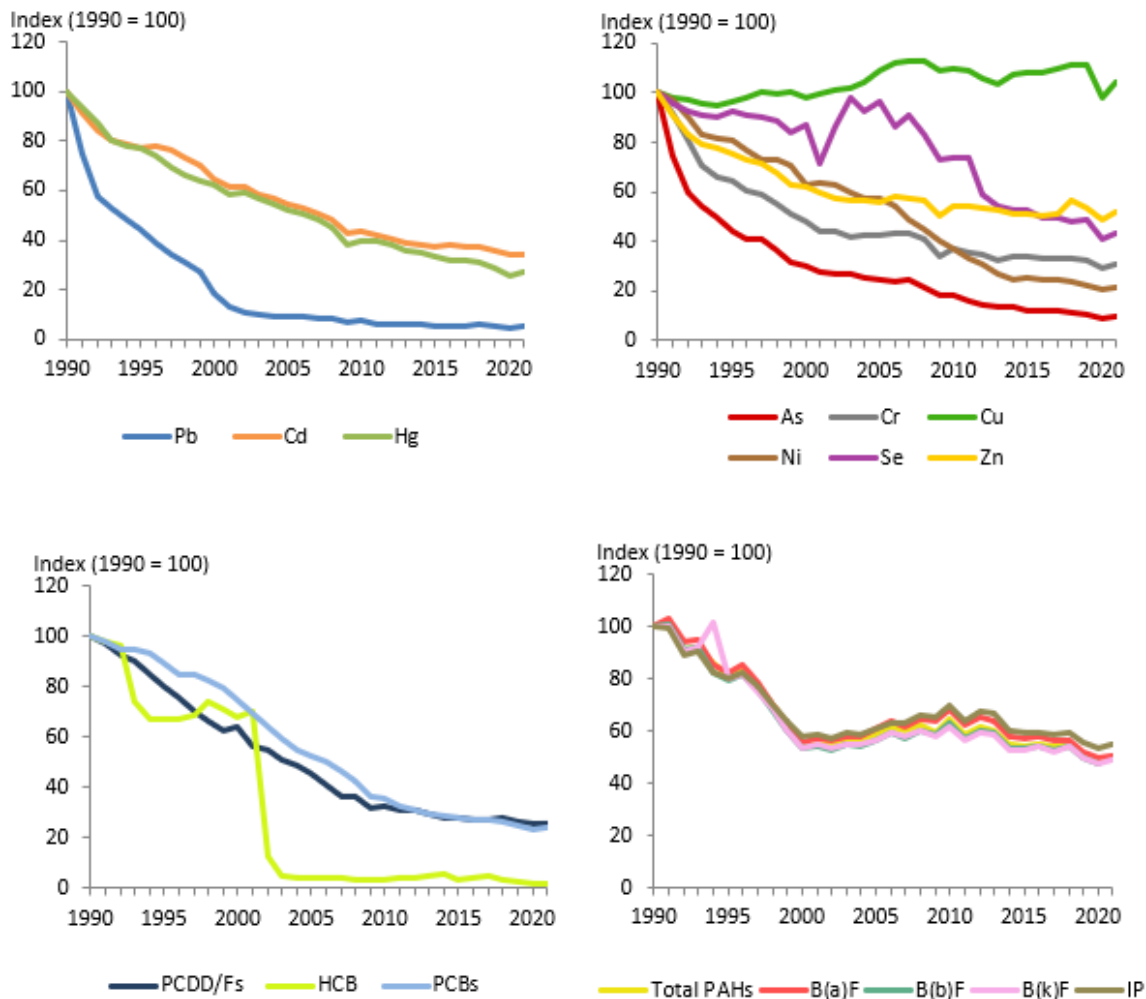 Index (1990 = 100)
120
100
80
60
40
20
0
1990 1995 2000 2005 2010 2015 2020
Pb Cd Hg
Index (1990 = 100)
120
100
80
60
40
20
0
1990 1995 2000 2005 2010 2015 2020
As Cr Cu
Ni Se Zn
Index (1990 = 100)
120
100
80
60
40
20
0
1990 1995 2000 2005 2010 2015 2020
PCDD/Fs HCB PCBs
Index (1990 = 100)
120
100
80
60
40
20
0
1990 1995 2000 2005 2010 2015 2020
Total PAHs B(a)F B(b)F B(k)F IP